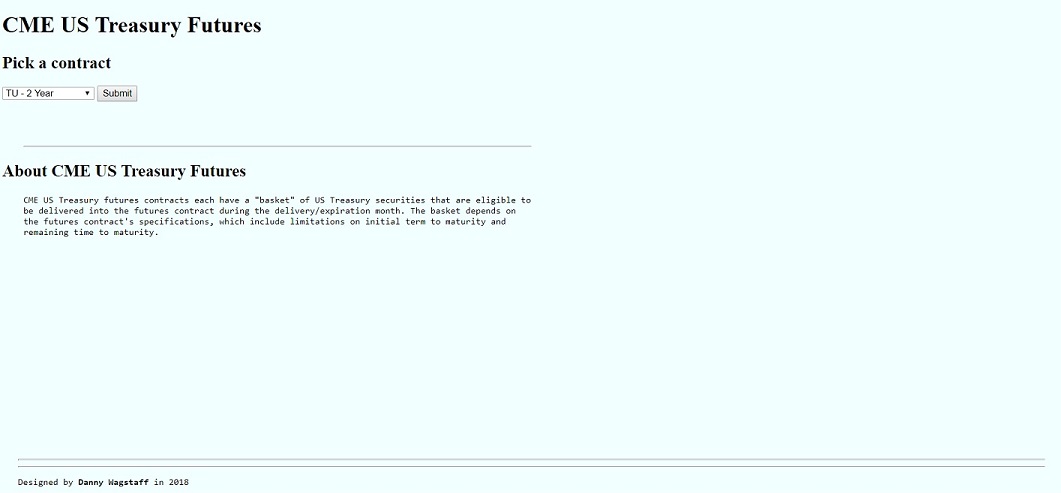 CME US Treasury Futures
Pick a contract
TU - 2 Year Submit
About CME US Treasury Futures
CME US Treasury futures contracts each have a "basket" of US Treasury securities that are eligible to
be delivered into the futures contract during the delivery/expiration month. The basket depends on
the futures contract's specifications, which include limitations on initial term to maturity and
remaining time to maturity.
Designed by Danny Wagstaff in 2018